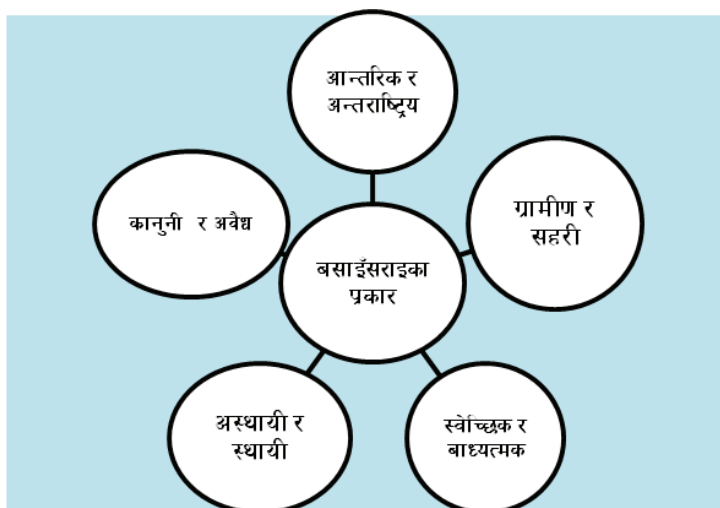 आन्तरिक र
अन्तराष्ट्रिय
ग्रामीण र
सहरी
कानुनी र अवैध
बसाइँसराइका
प्रकार
अस्थायी र
स्थायी
स्वेच्छिक र
बाध्यत्मक